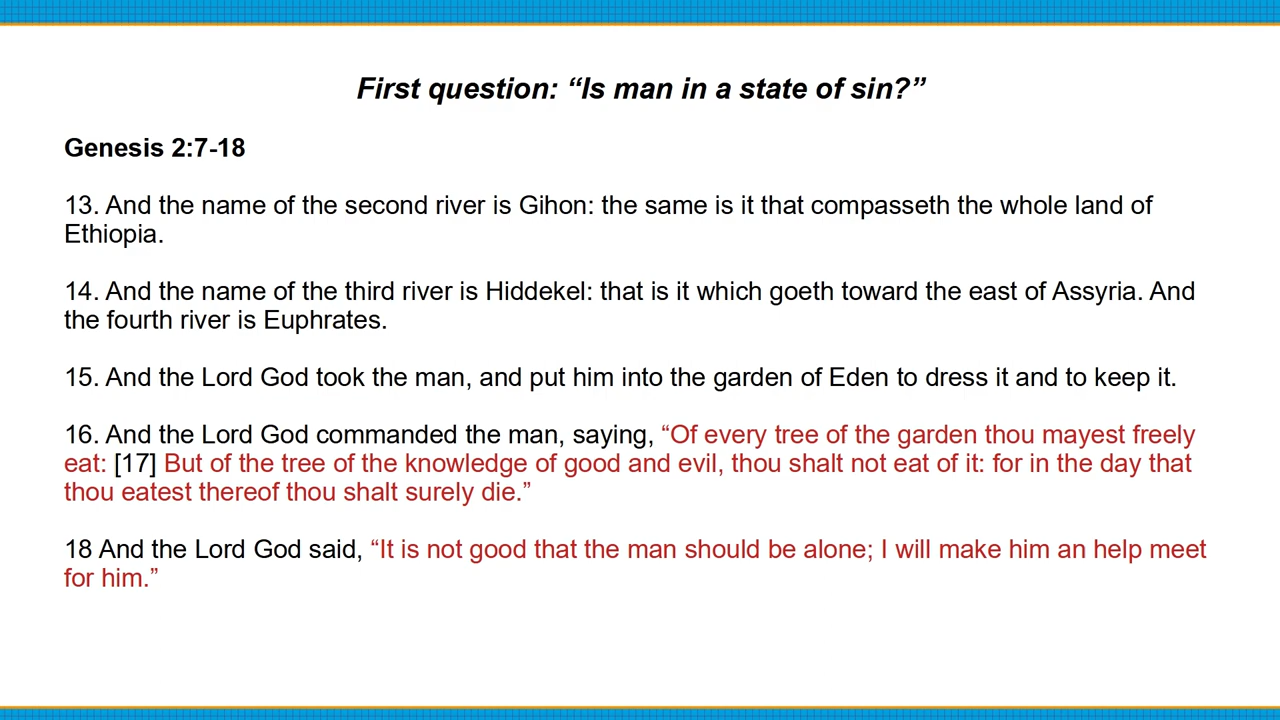 First question: “Is man in a state of sin?”
Genesis 2:7-18
13. And the name of the second river is Gihon: the same is it that compasseth the whole land of
Ethiopia.
14. And the name of the third river is Hiddekel: that is it which goeth toward the east of Assyria. And
the fourth river is Euphrates.
15. And the Lord God took the man, and put him into the garden of Eden to dress it and to keep it.
16. And the Lord God commanded the man, saying, “Of every tree of the garden thou mayest freely
eat: [17] But of the tree of the knowledge of good and evil, thou shalt not eat of it: for in the day that
thou eatest thereof thou shalt surely die.”
18 And the Lord God said, “It is not good that the man should be alone; I will make him an help meet
for him.”